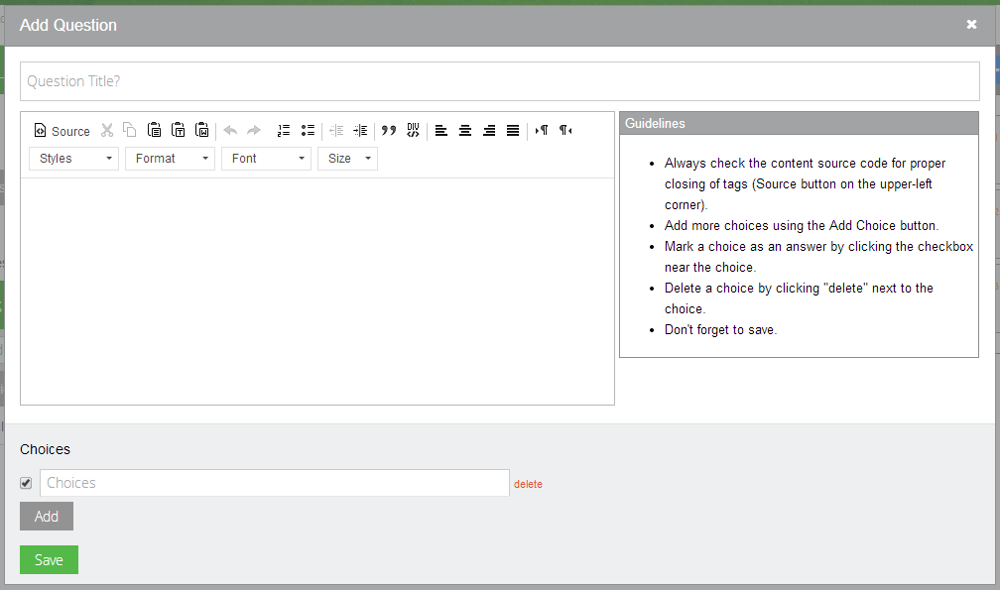 Add Question
Question Title?
Source
Styles
Format
Font
Size
Guidelines
Always check the content source code for proper
closing of tags (Source button on the upper-left
corner).
Add more choices using the Add Choice button.
Mark a choice as an answer by clicking the checkbox
near the choice.
Delete a choice by clicking "delete" next to the
choice.
Don't forget to save.
Choices
Choices
delete
Add
Save